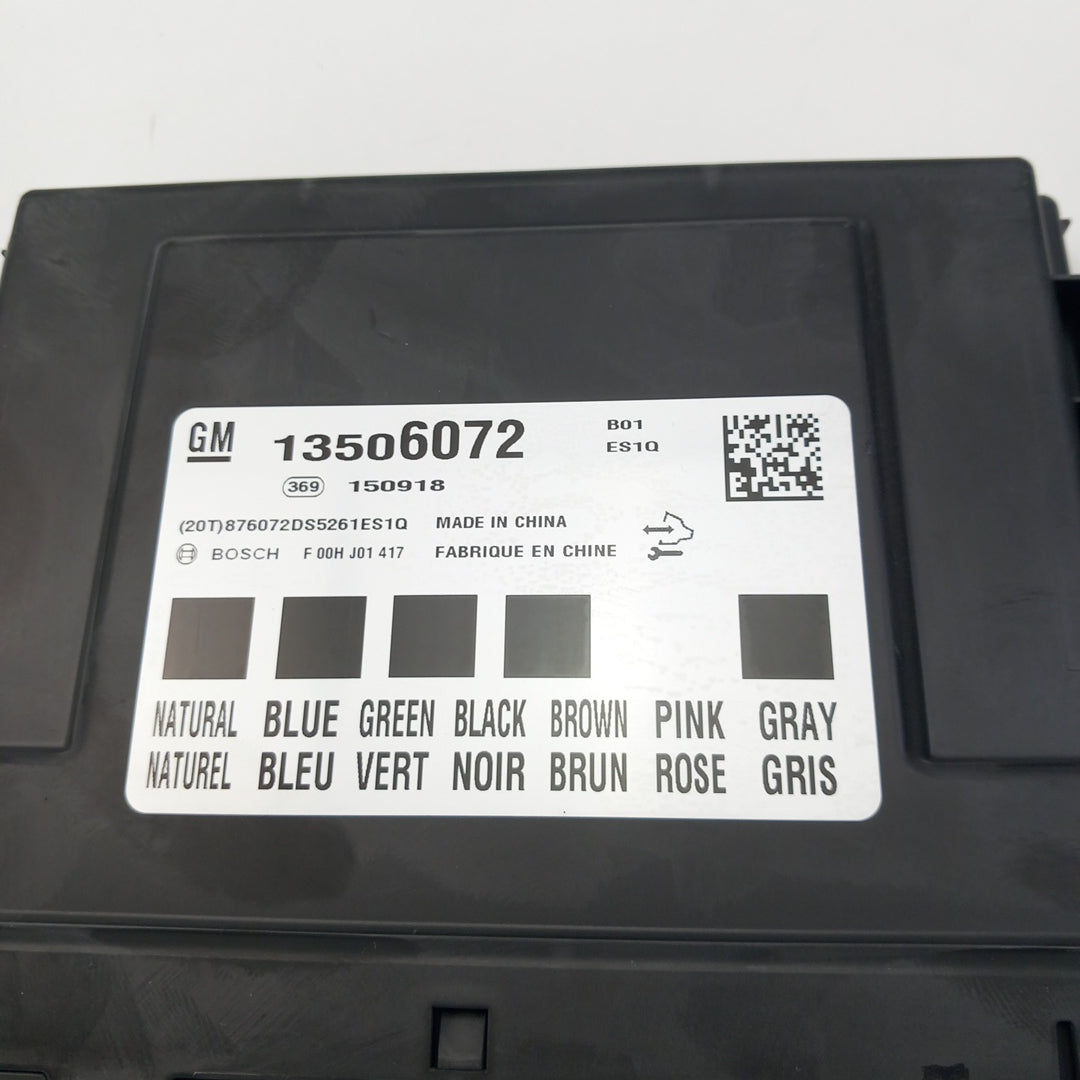 GM 13506072 B01
ES1Q
369 150918
(20T)876072DS5261ES1Q MADE IN CHINA
BOSCH F 00H J01 417 FABRIQUE EN CHINE
NATURAL BLUE GREEN BLACK BROWN PINK GRAY
NATUREL BLEU VERT NOIR BRUN ROSE GRIS